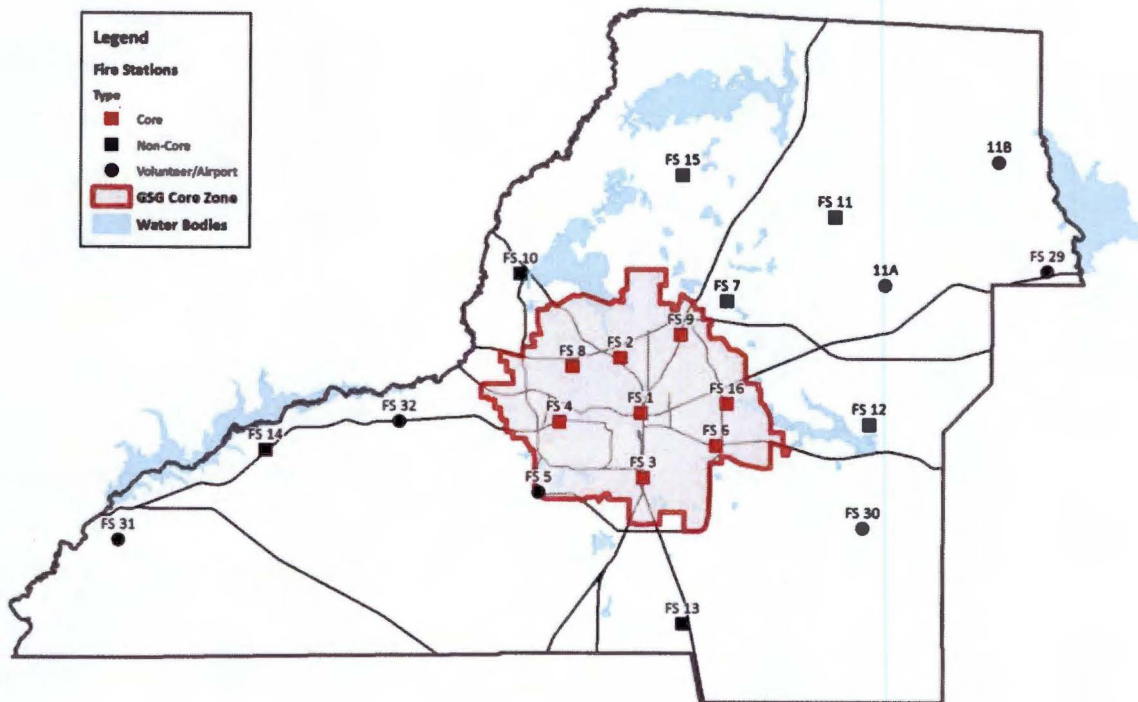 Legend
Fire Stations
Type
Core
Non-Core
Volunteer/Airport
GSG Core Zone
Water Bodies
11B
FS 15
FS 11
FS 10
FS 29
11A
FS 7
FS 9
FS 2
FS 8
FS 16
FS 1
FS 32
FS 4
FS 12
FS 14
FS 6
FS 3
FS 5
FS 31
FS 30
FS 13